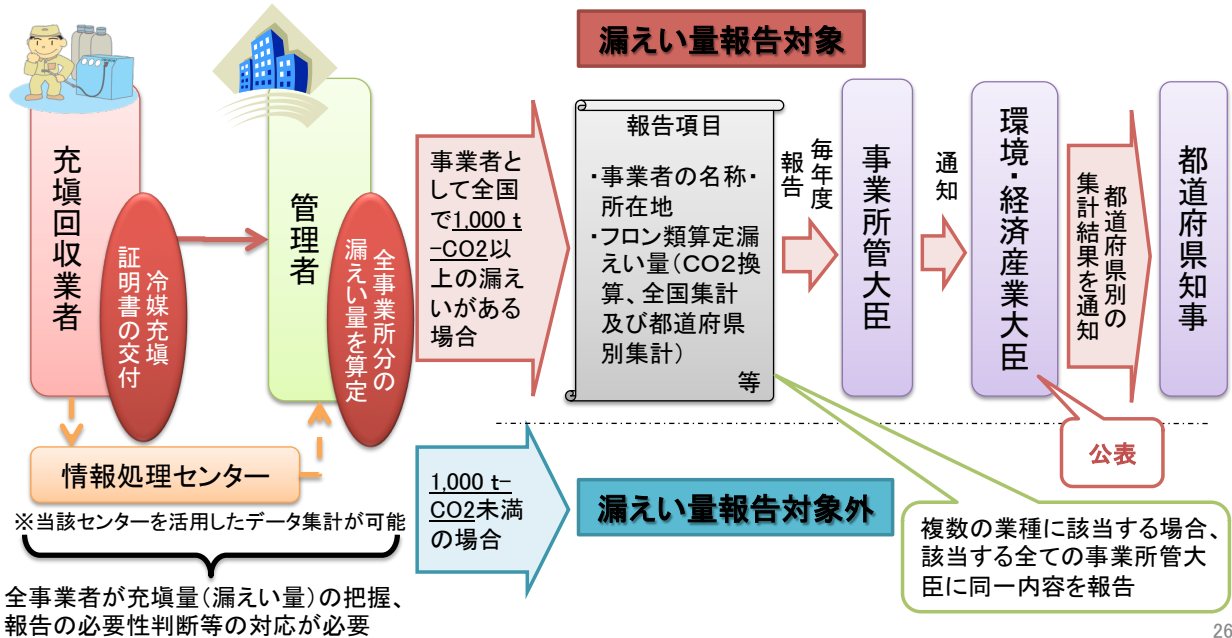 漏えい量報告対象
充塡回収業者
冷媒充塡
証明書の交付
管理者
全事業所分の
漏えい量を算定
事業者と
して全国
で1,000 t
-CO2以
上の漏え
いがある
場合
報告項目
・事業者の名称・
所在地
・フロン類算定漏
えい量(CO2換
算、全国集計
及び都道府県
別集計)
等
毎年度
報告
事業所管大臣
通知
環境・経済産業大臣
都道府県別の
集計結果を通知
都道府県知事
公表
情報処理センター
※当該センターを活用したデータ集計が可能
全事業者が充塡量(漏えい量)の把握、
報告の必要性判断等の対応が必要
1,000 t-
CO2未満
の場合
漏えい量報告対象外
複数の業種に該当する場合、
該当する全ての事業所管大
臣に同一内容を報告
26